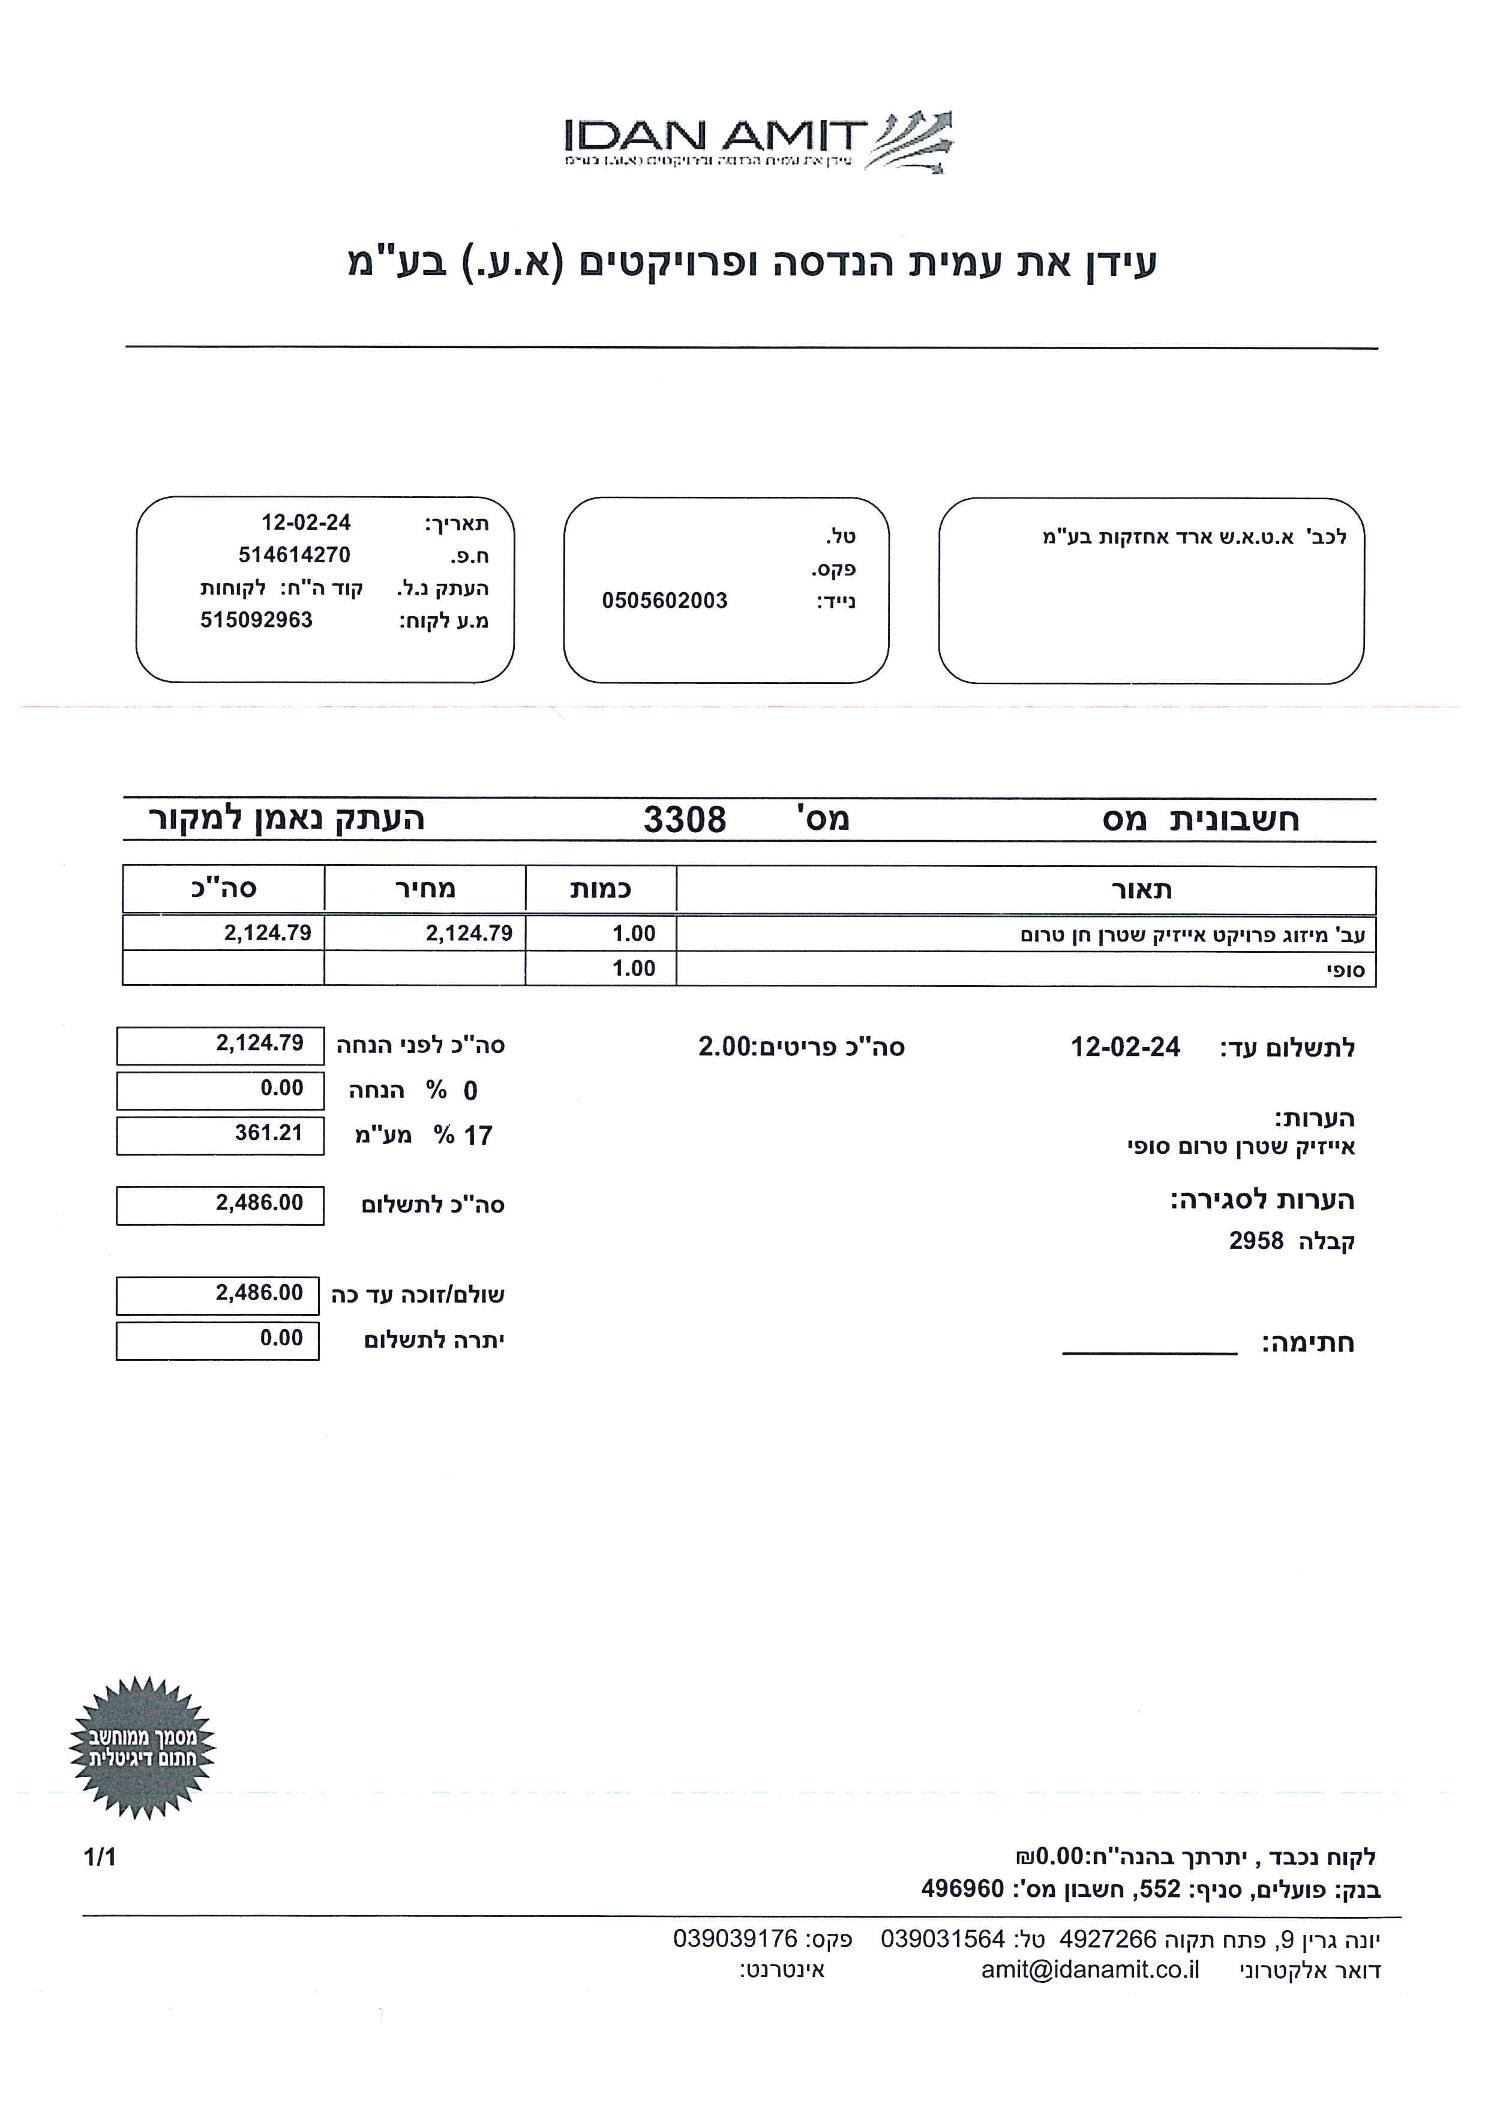 IDAN AMIT
עידן את עמית הנדסה ופרויקטים (א.ע.) בע"מ
עידן את עמית הנדסה ופרויקטים (א.ע.) בע"מ
לכב' א.ט.א.ש ארד אחזקות בע"מ
טל.
פקס.
נייד: 0505602003
תאריך: 12-02-24
ח.פ. 514614270
העתק נ.ל. קוד ה"ח: לקוחות
מ.ע לקוח: 515092963
חשבונית מס מס' 3308 העתק נאמן למקור
תאור כמות מחיר סה"כ
עב' מיזוג פרויקט אייזיק שטרן חן טרום 1.00 2,124.79 2,124.79
סופי 1.00
לתשלום עד: 12-02-24 סה"כ פריטים:2.00 סה"כ לפני הנחה 2,124.79
0 % הנחה 0.00
הערות: 17 % מע"מ 361.21
אייזיק שטרן טרום סופי
הערות לסגירה: סה"כ לתשלום 2,486.00
קבלה 2958
שולם/זוכה עד כה 2,486.00
חתימה: יתרה לתשלום 0.00
מסמך ממוחשב
חתום דיגיטלית
לקוח נכבד , יתרתך בהנה"ח:0.00₪ 1/1
בנק: פועלים, סניף: 552, חשבון מס': 496960
יונה גרין 9, פתח תקוה 4927266 טל: 039031564 פקס: 039039176
דואר אלקטרוני amit@idanamit.co.il אינטרנט: